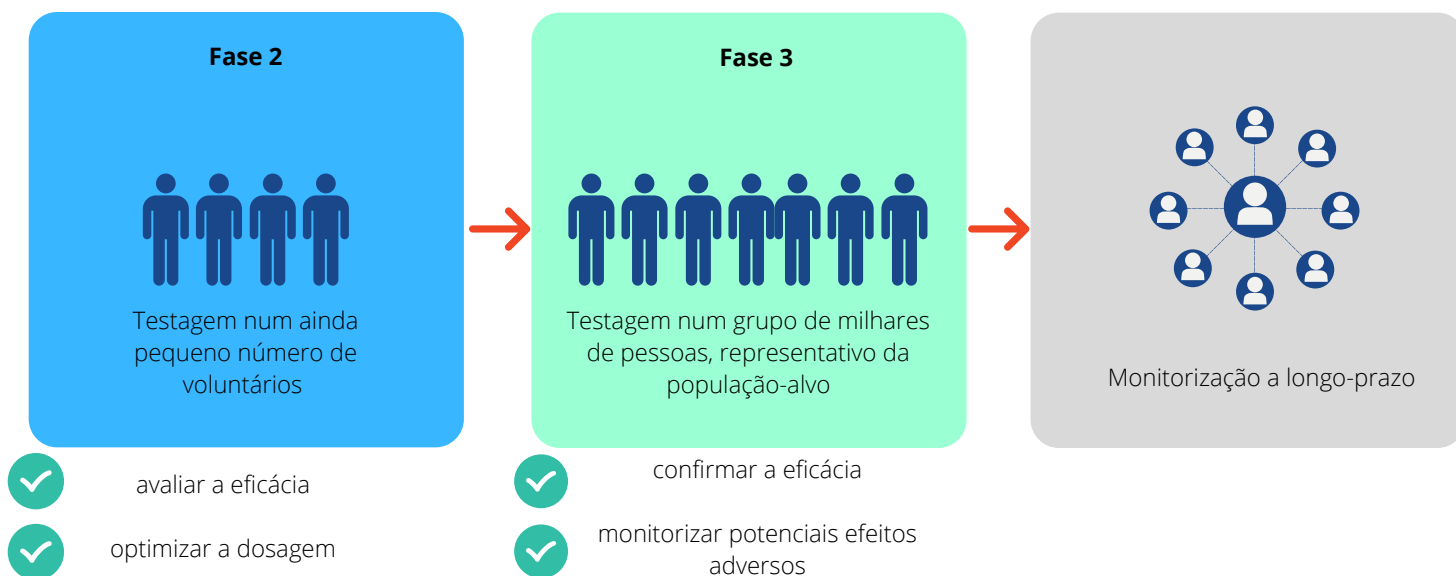 Fase 2
Testagem num ainda
pequeno número de
voluntários
avaliar a eficácia
optimizar a dosagem
Fase 3
Testagem num grupo de milhares
de pessoas, representativo da
população-alvo
confirmar a eficácia
monitorizar potenciais efeitos
adversos
Monitorização a longo-prazo